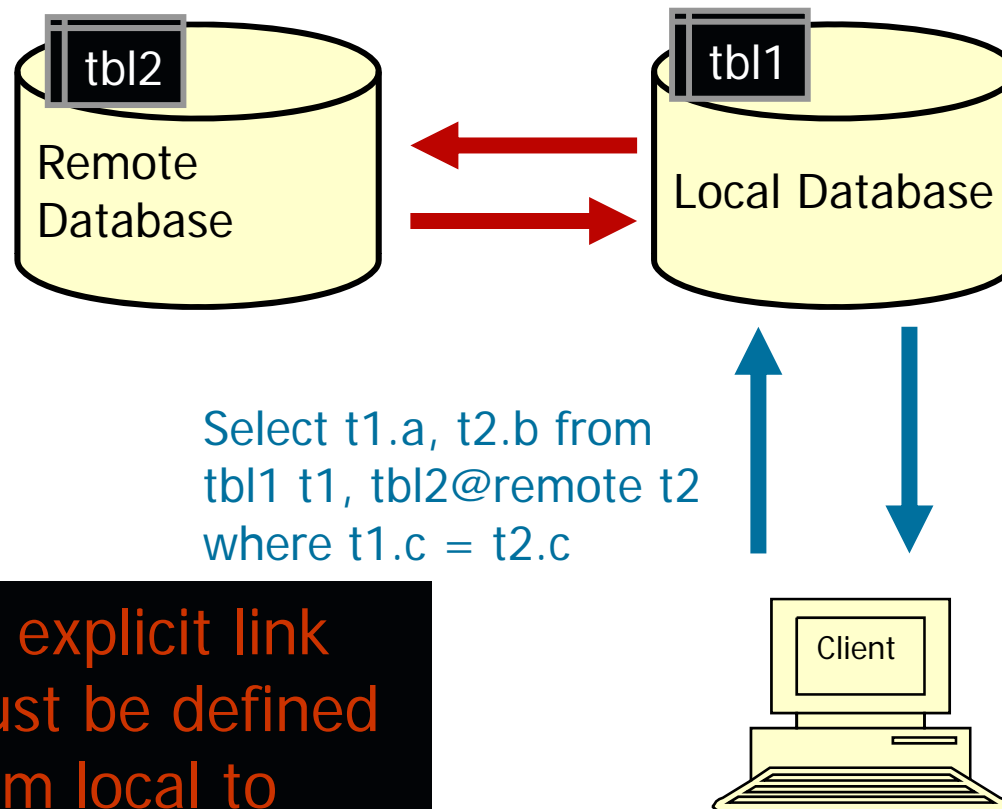 tbl2
tbl1
Remote
Database
Local Database
Select t1.a, t2.b from
tbl1 t1, tbl2@remote t2
where t1.c = t2.c
Client
explicit link
be defined
local to